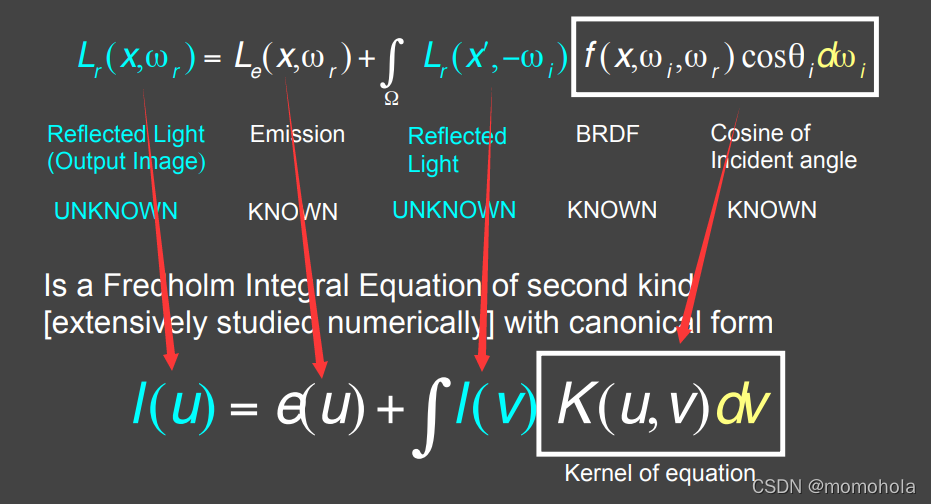 Lr(x,ωr) = Le(x,ωr) + ∫Ω Lr(x′,−ωi) f(x,ωi,ωr) cosθi dωi
Reflected Light Emission Reflected BRDF Cosine of
(Output Image) Light Incident angle
UNKNOWN KNOWN UNKNOWN KNOWN KNOWN
Is a Fredholm Integral Equation of second kind
[extensively studied numerically] with canonical form
l(u) = e(u) + ∫ l(v) K(u,v)dv
Kernel of equation
CSDN @momohola